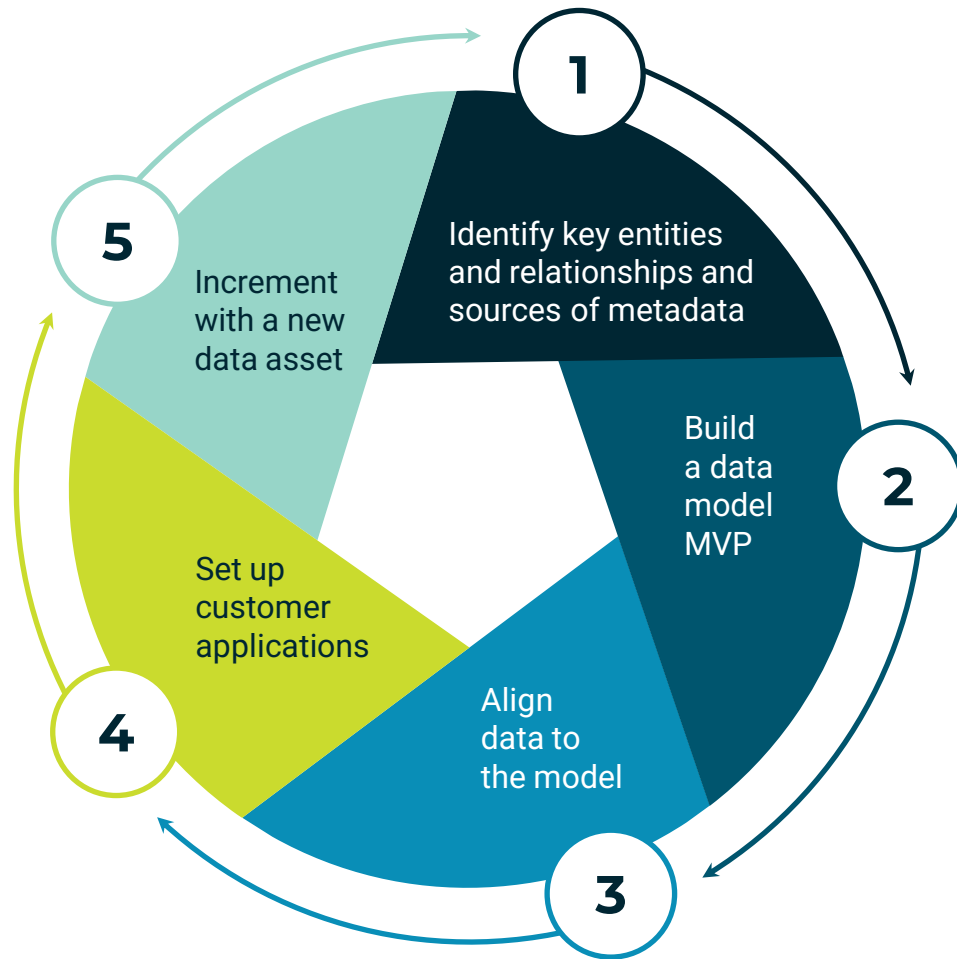 1
Identify key entities
and relationships and
sources of metadata
2
Build
a data
model
MVP
3
Align
data to
the model
4
Set up
customer
applications
5
Increment
with a new
data asset